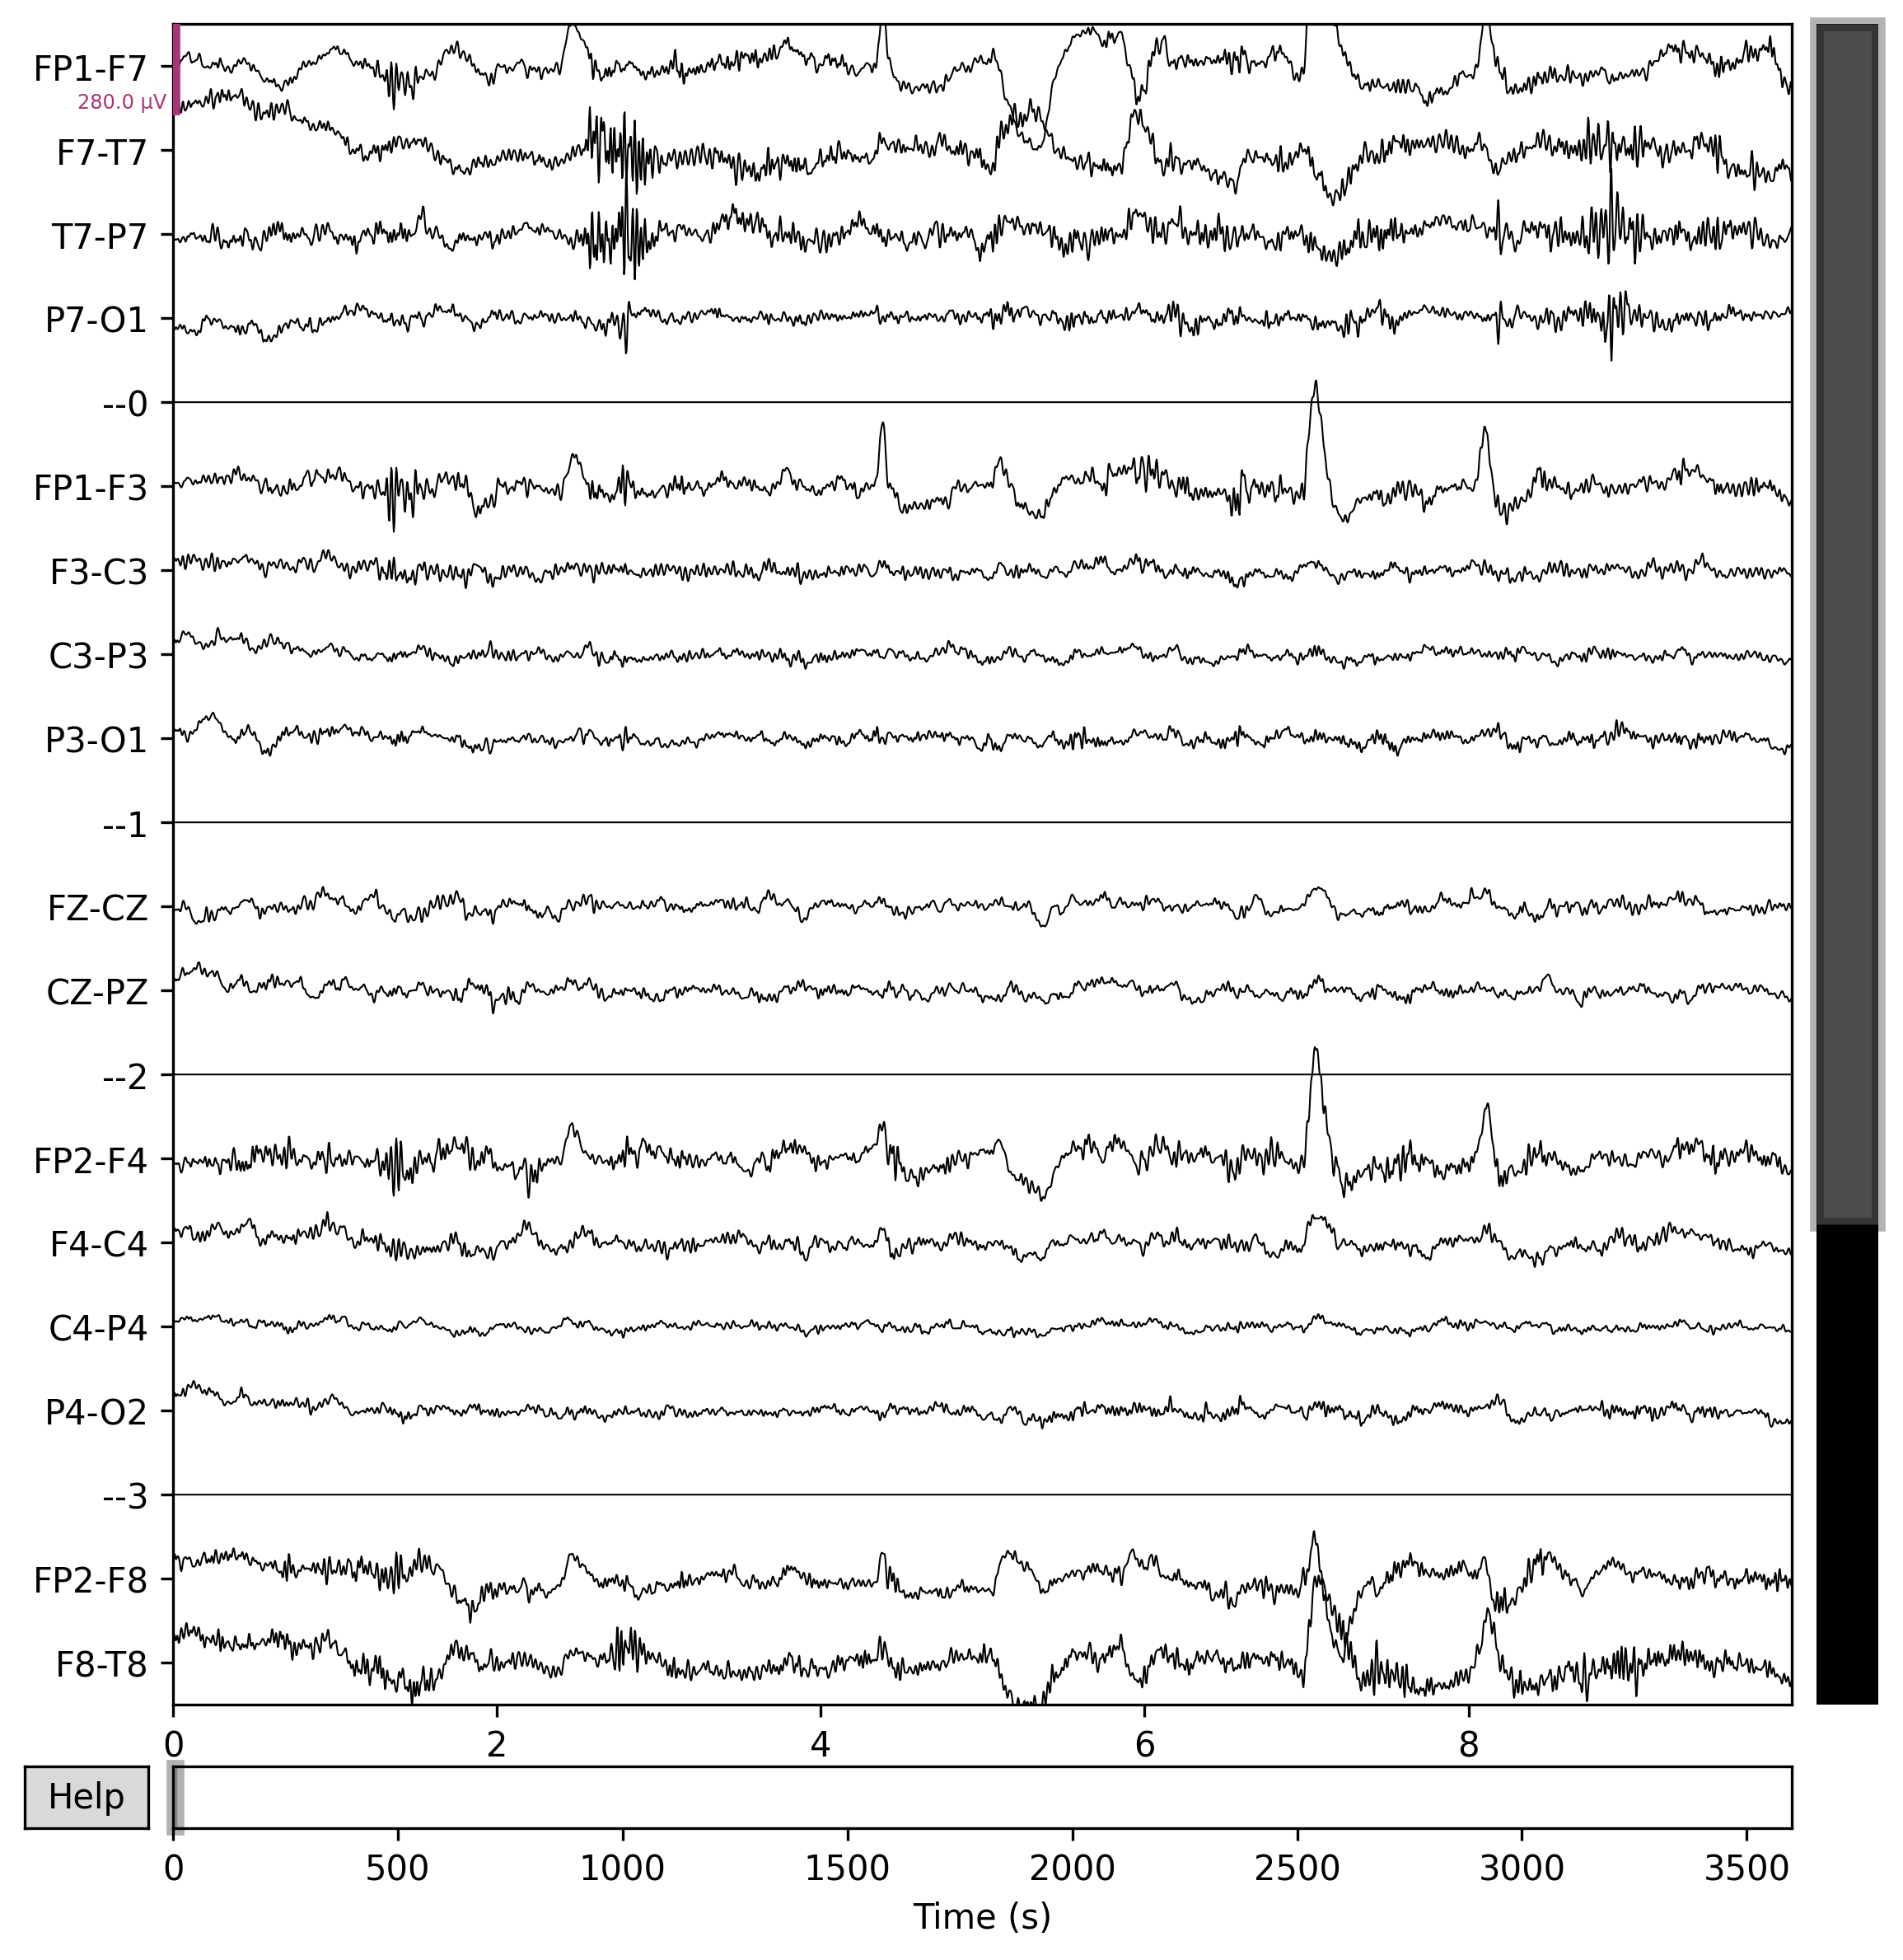 FP1-F7
280.0 µV
F7-T7
T7-P7
P7-O1
--0
FP1-F3
F3-C3
C3-P3
P3-O1
--1
FZ-CZ
CZ-PZ
--2
FP2-F4
F4-C4
C4-P4
P4-O2
--3
FP2-F8
F8-T8
0 2 4 6 8
Help
0 500 1000 1500 2000 2500 3000 3500
Time (s)